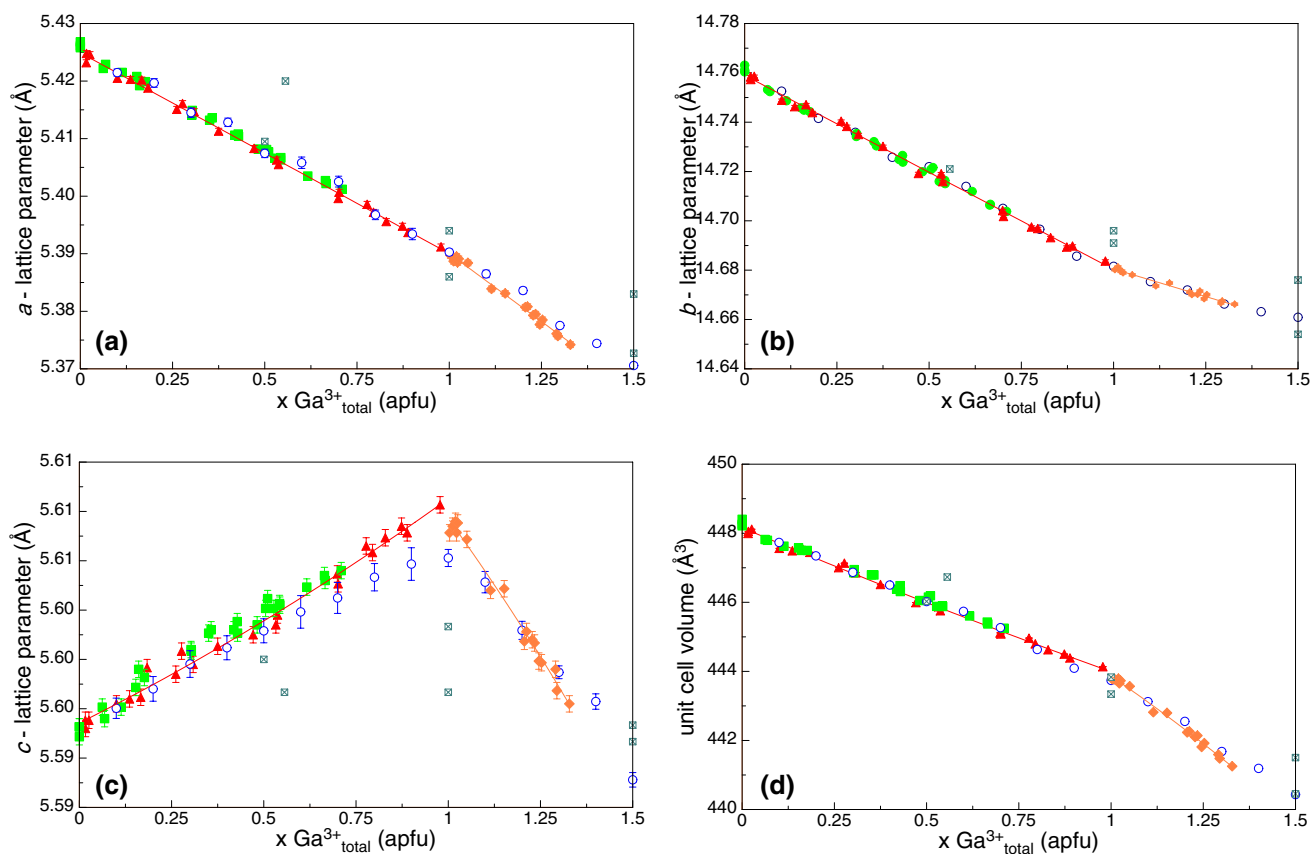 5.43
5.42
5.41
5.40
5.39
5.38
5.37
a - lattice parameter (Å)
(a)
0 0.25 0.5 0.75 1 1.25 1.5
x Ga³⁺total (apfu)
14.78
14.76
14.74
14.72
14.70
14.68
14.66
14.64
b - lattice parameter (Å)
(b)
0 0.25 0.5 0.75 1 1.25 1.5
x Ga³⁺total (apfu)
5.61
5.61
5.61
5.60
5.60
5.60
5.59
5.59
c - lattice parameter (Å)
(c)
0 0.25 0.5 0.75 1 1.25 1.5
x Ga³⁺total (apfu)
450
448
446
444
442
440
unit cell volume (Å³)
(d)
0 0.25 0.5 0.75 1 1.25 1.5
x Ga³⁺total (apfu)